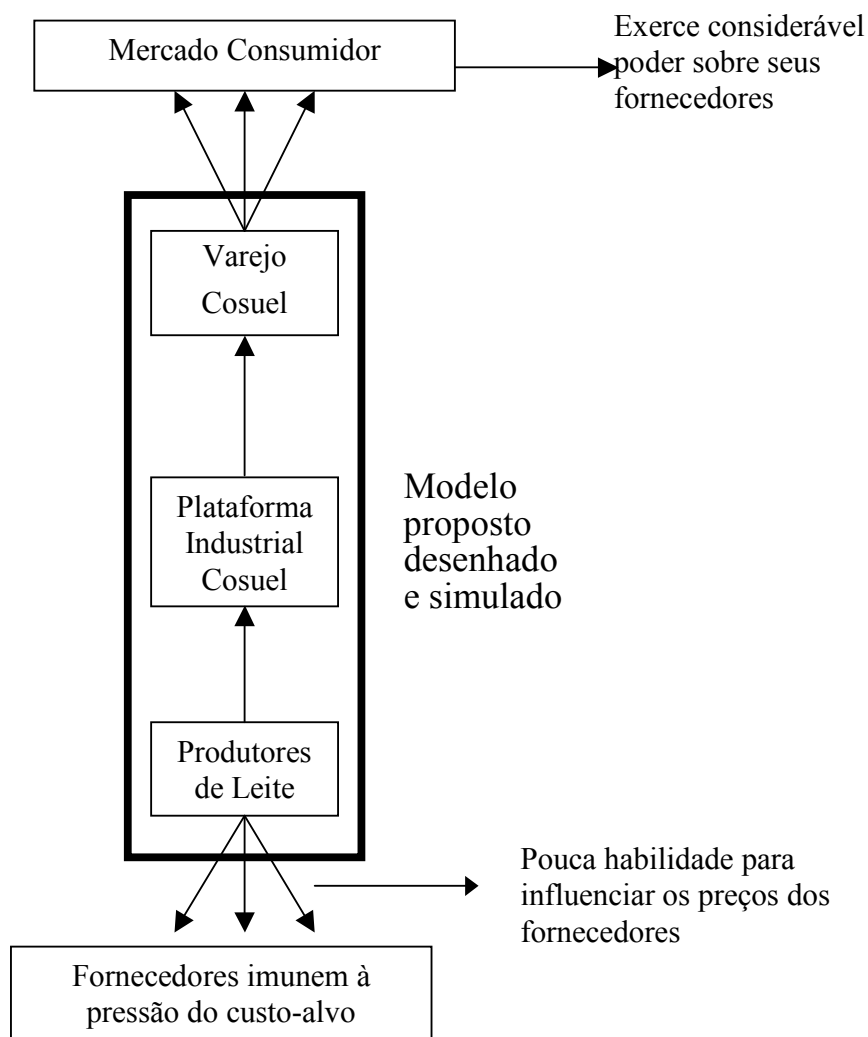 Mercado Consumidor
Exerce considerável
poder sobre seus
fornecedores
Varejo
Cosuel
Plataforma
Industrial
Cosuel
Modelo
proposto
desenhado
e simulado
Produtores
de Leite
Pouca habilidade para
influenciar os preços dos
fornecedores
Fornecedores imunem à
pressão do custo-alvo